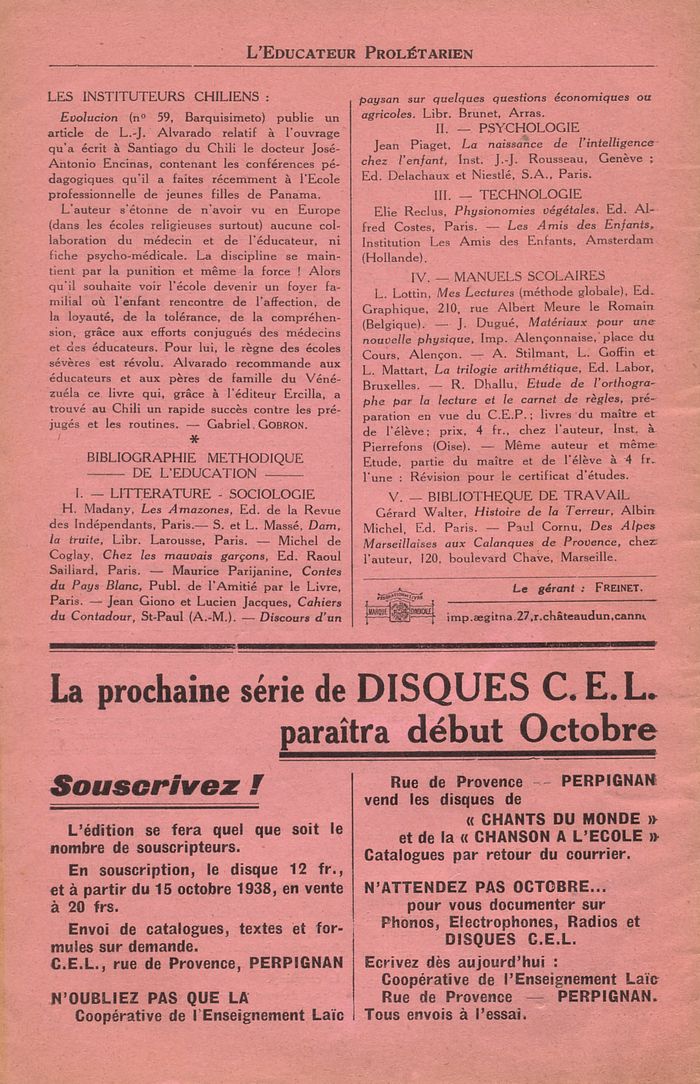 L'EDUCATEUR PROLÉTARIEN
LES INSTITUTEURS CHILIENS :
Evolucion (nº 59, Barquisimeto) publie un
article de L.-J. Alvarado relatif à l'ouvrage
qu'a écrit à Santiago du Chili le docteur José-
Antonio Encinas, contenant les conférences pé-
dagogiques qu'il a faites récemment à l'Ecole
professionnelle de jeunes filles de Panama.
L'auteur s'étonne de n'avoir vu en Europe
(dans les écoles religieuses surtout) aucune col-
laboration du médecin et de l'éducateur, ni
fiche psycho-médicale. La discipline se main-
tient par la punition et même la force ! Alors
qu'il souhaite voir l'école devenir un foyer fa-
milial où l'enfant rencontre de l'affection, de
la loyauté, de la tolérance, de la compréhen-
sion, grâce aux efforts conjugués des médecins
et des éducateurs. Pour lui, le règne des écoles
sévères est révolu. Alvarado recommande aux
éducateurs et aux pères de famille du Véné-
zuéla ce livre qui, grâce à l'éditeur Ercilla, a
trouvé au Chili un rapide succès contre les pré-
jugés et les routines. — Gabriel GOBRON.
*
BIBLIOGRAPHIE METHODIQUE
DE L'EDUCATION
I. — LITTERATURE - SOCIOLOGIE
H. Madany, Les Amazones, Ed. de la Revue
des Indépendants, Paris.— S. et L. Massé, Dam,
la truite, Libr. Larousse, Paris. — Michel de
Coglay, Chez les mauvais garçons, Ed. Raoul
Sailiard, Paris. — Maurice Parijanine, Contes
du Pays Blanc, Publ. de l'Amitié par le Livre,
Paris. — Jean Giono et Lucien Jacques, Cahiers
du Contadour, St-Paul (A.-M.). — Discours d'un
paysan sur quelques questions économiques ou
agricoles. Libr. Brunet, Arras.
II. — PSYCHOLOGIE
Jean Piaget, La naissance de l'intelligence
chez l'enfant, Inst. J.-J. Rousseau, Genève ;
Ed. Delachaux et Niestlé, S.A., Paris.
III. — TECHNOLOGIE
Elie Reclus, Physionomies végétales, Ed. Al-
fred Costes, Paris. — Les Amis des Enfants,
Institution Les Amis des Enfants, Amsterdam
(Hollande).
IV. — MANUELS SCOLAIRES
L. Lottin, Mes Lectures (méthode globale), Ed.
Graphique, 210, rue Albert Meure le Romain
(Belgique). — J. Dugué, Matériaux pour une
nouvelle physique, Imp. Alençonnaise, place du
Cours, Alençon. — A. Stilmant, L. Goffin et
L. Mattart, La trilogie arithmétique, Ed. Labor,
Bruxelles. — R. Dhallu, Etude de l'orthogra-
phe par la lecture et le carnet de règles, pré-
paration en vue du C.E.P.; livres du maître et
de l'élève; prix, 4 fr., chez l'auteur, Inst. à
Pierrefons (Oise). — Même auteur et même
Etude, partie du maître et de l'élève à 4 fr.
l'une : Révision pour le certificat d'études.
V. — BIBLIOTHEQUE DE TRAVAIL
Gérard Walter, Histoire de la Terreur, Albin
Michel, Ed. Paris. — Paul Cornu, Des Alpes
Marseillaises aux Calanques de Provence, chez
l'auteur, 120, boulevard Chave, Marseille.
Le gérant : FREINET.
MARQUE SYNDICALE
imp.ægitna.27,r.châteaudun,cann
La prochaine série de DISQUES C.E.L.
paraîtra début Octobre
Souscrivez !
L'édition se fera quel que soit le
nombre de souscripteurs.
En souscription, le disque 12 fr.,
et à partir du 15 octobre 1938, en vente
à 20 frs.
Envoi de catalogues, textes et for-
mules sur demande.
C.E.L., rue de Provence, PERPIGNAN
N'OUBLIEZ PAS QUE LA
Coopérative de l'Enseignement Laïc
Rue de Provence — PERPIGNAN
vend les disques de
« CHANTS DU MONDE »
et de la « CHANSON A L'ECOLE »
Catalogues par retour du courrier.
N'ATTENDEZ PAS OCTOBRE...
pour vous documenter sur
Phonos, Electrophones, Radios et
DISQUES C.E.L.
Ecrivez dès aujourd'hui :
Coopérative de l'Enseignement Laïc
Rue de Provence — PERPIGNAN.
Tous envois à l'essai.